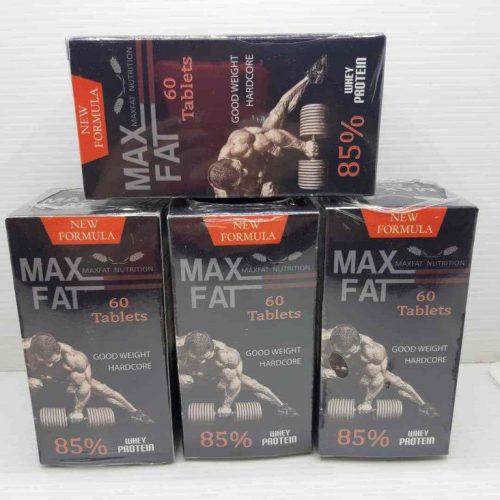 NEW
FORMULA
MAX
FAT
MAXFAT NUTRITION
60
Tablets
GOOD WEIGHT
HARDCORE
85%
WHEY
PROTEIN
NEW
FORMULA
MAX
FAT
MAXFAT NUTRITION
60
Tablets
GOOD WEIGHT
HARDCORE
85%
WHEY
PROTEIN
NEW
FORMULA
MAX
FAT
MAXFAT NUTRITION
60
Tablets
GOOD WEIGHT
HARDCORE
85%
WHEY
PROTEIN
NEW
FORMULA
MAX
FAT
MAXFAT NUTRITION
60
Tablets
GOOD WEIGHT
HARDCORE
85%
WHEY
PROTEIN